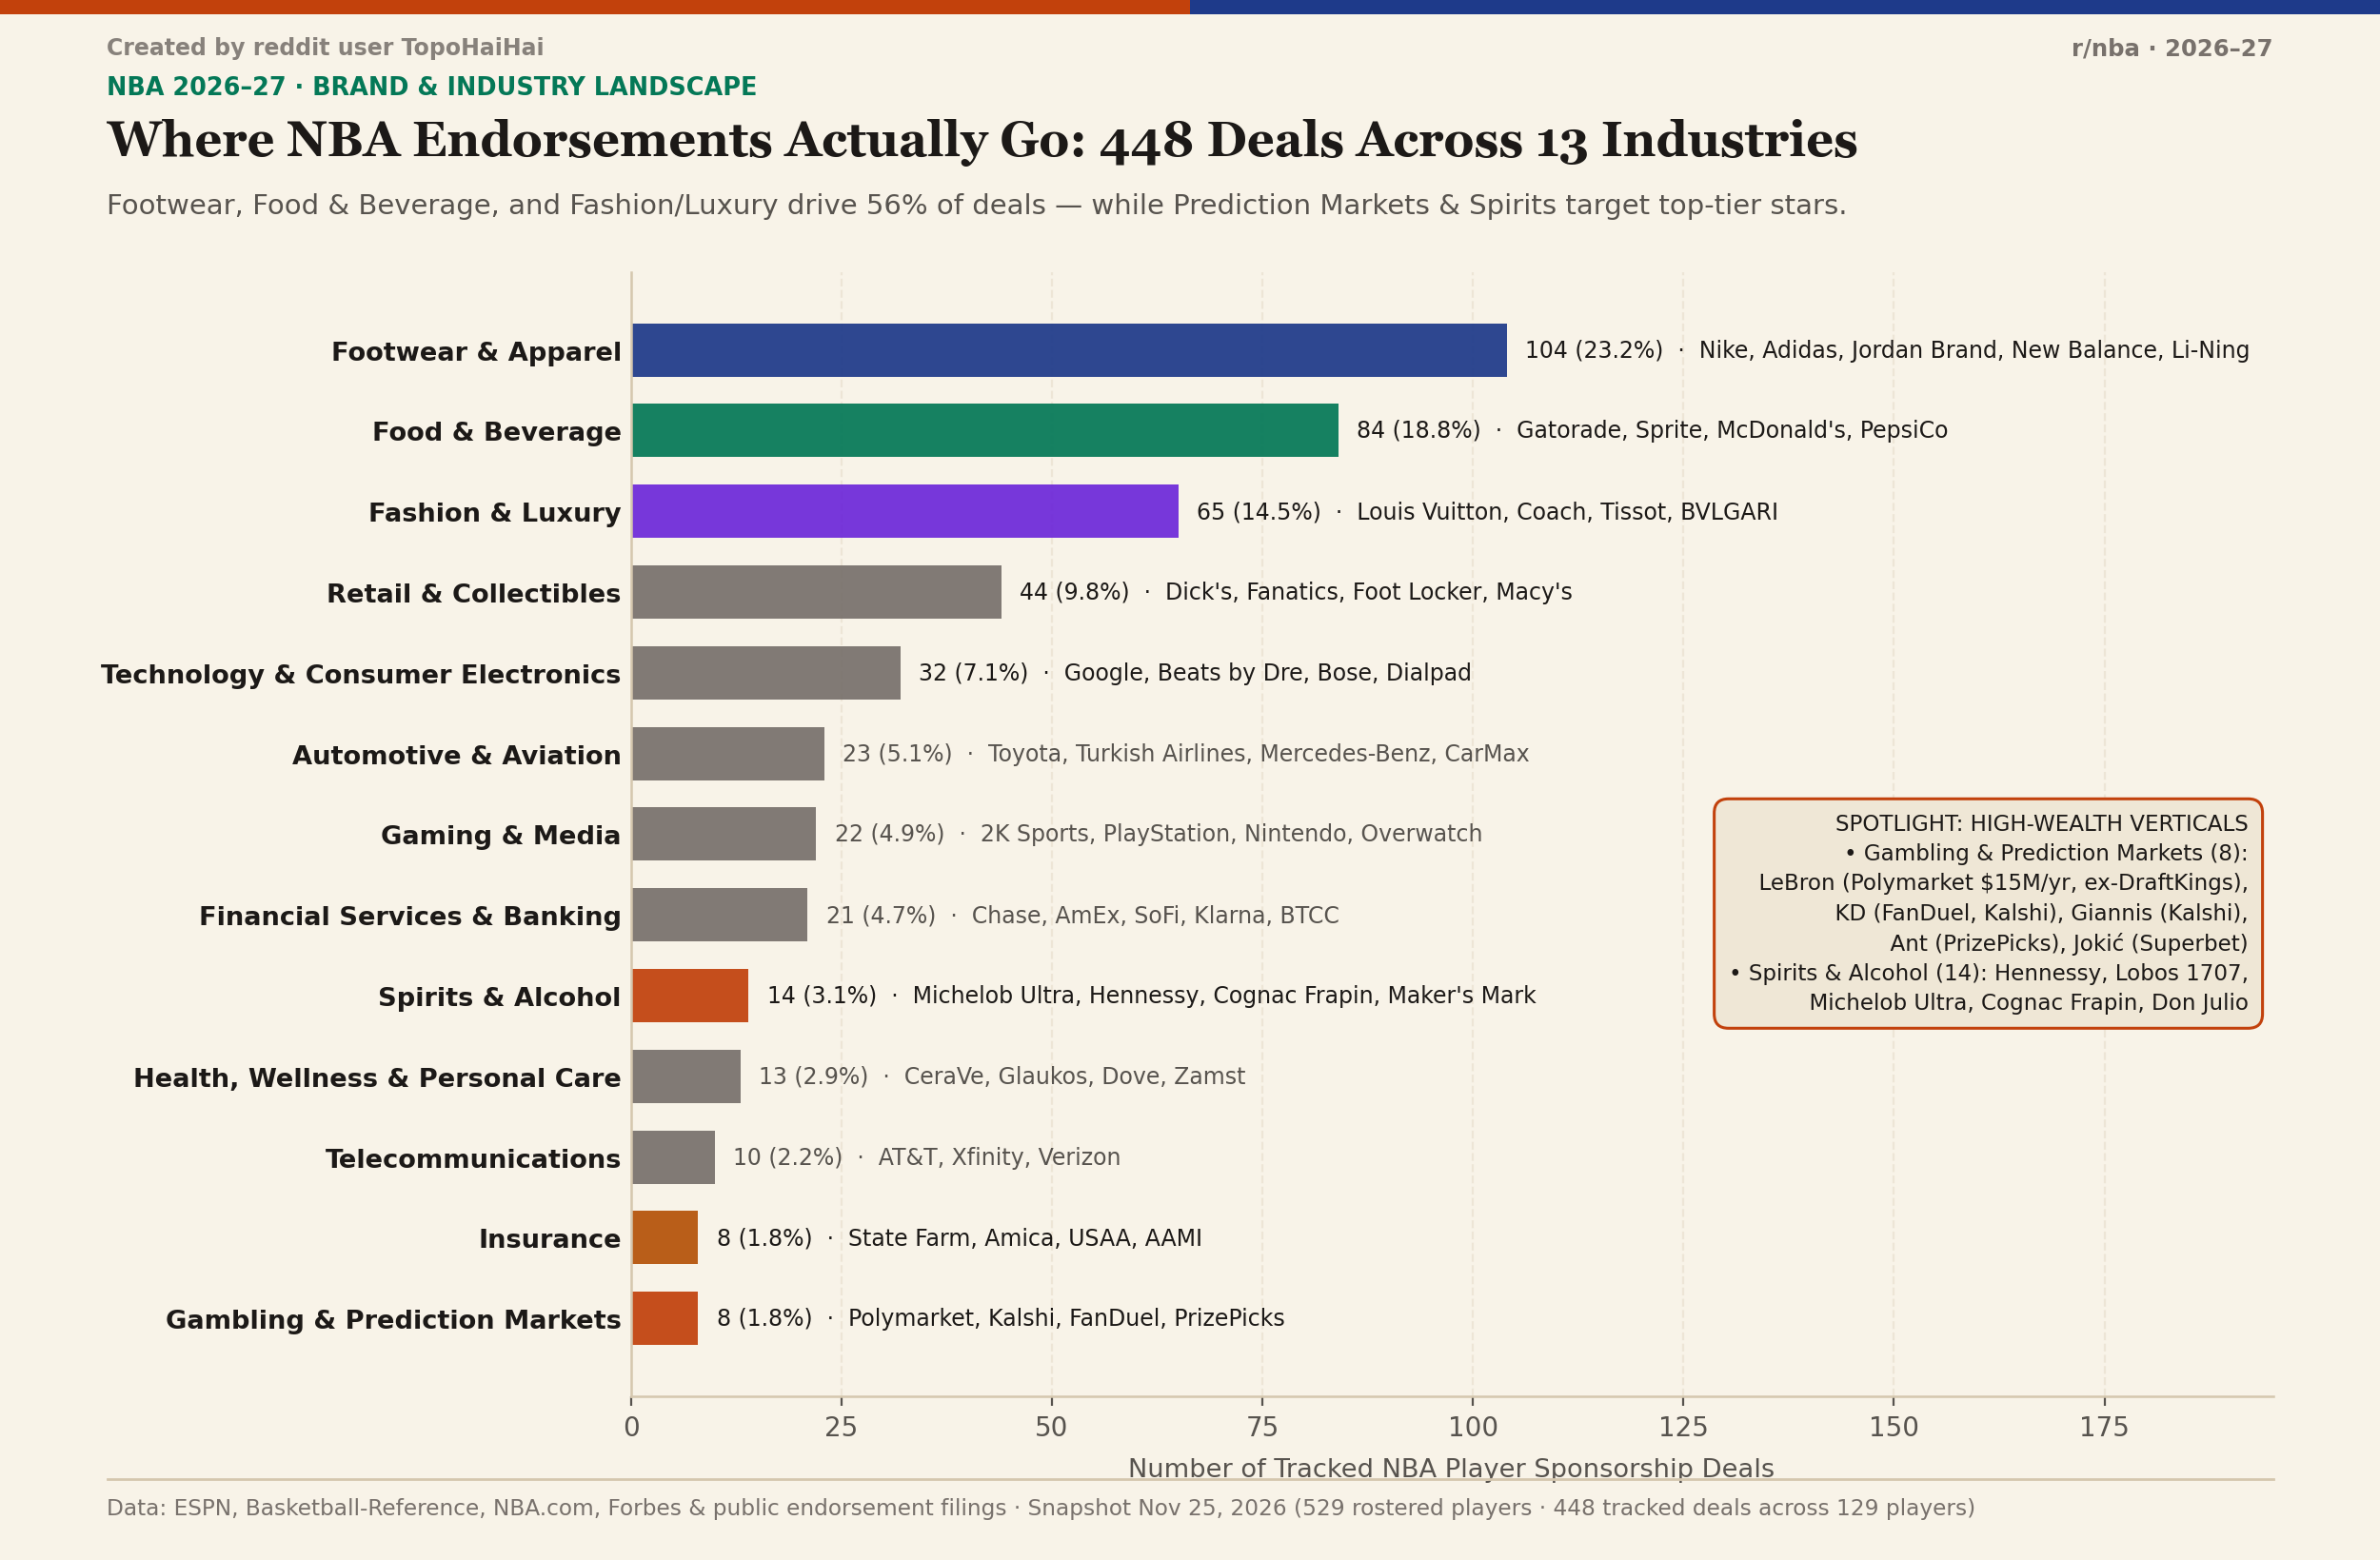 Created by reddit user TopoHaiHai
r/nba · 2026–27
NBA 2026–27 · BRAND & INDUSTRY LANDSCAPE
Where NBA Endorsements Actually Go: 448 Deals Across 13 Industries
Footwear, Food & Beverage, and Fashion/Luxury drive 56% of deals — while Prediction Markets & Spirits target top-tier stars.
Footwear & Apparel 104 (23.2%) · Nike, Adidas, Jordan Brand, New Balance, Li-Ning
Food & Beverage 84 (18.8%) · Gatorade, Sprite, McDonald's, PepsiCo
Fashion & Luxury 65 (14.5%) · Louis Vuitton, Coach, Tissot, BVLGARI
Retail & Collectibles 44 (9.8%) · Dick's, Fanatics, Foot Locker, Macy's
Technology & Consumer Electronics 32 (7.1%) · Google, Beats by Dre, Bose, Dialpad
Automotive & Aviation 23 (5.1%) · Toyota, Turkish Airlines, Mercedes-Benz, CarMax
Gaming & Media 22 (4.9%) · 2K Sports, PlayStation, Nintendo, Overwatch
Financial Services & Banking 21 (4.7%) · Chase, AmEx, SoFi, Klarna, BTCC
Spirits & Alcohol 14 (3.1%) · Michelob Ultra, Hennessy, Cognac Frapin, Maker's Mark
Health, Wellness & Personal Care 13 (2.9%) · CeraVe, Glaukos, Dove, Zamst
Telecommunications 10 (2.2%) · AT&T, Xfinity, Verizon
Insurance 8 (1.8%) · State Farm, Amica, USAA, AAMI
Gambling & Prediction Markets 8 (1.8%) · Polymarket, Kalshi, FanDuel, PrizePicks
SPOTLIGHT: HIGH-WEALTH VERTICALS
• Gambling & Prediction Markets (8):
LeBron (Polymarket $15M/yr, ex-DraftKings),
KD (FanDuel, Kalshi), Giannis (Kalshi),
Ant (PrizePicks), Jokić (Superbet)
• Spirits & Alcohol (14): Hennessy, Lobos 1707,
Michelob Ultra, Cognac Frapin, Don Julio
0 25 50 75 100 125 150 175
Number of Tracked NBA Player Sponsorship Deals
Data: ESPN, Basketball-Reference, NBA.com, Forbes & public endorsement filings · Snapshot Nov 25, 2026 (529 rostered players · 448 tracked deals across 129 players)